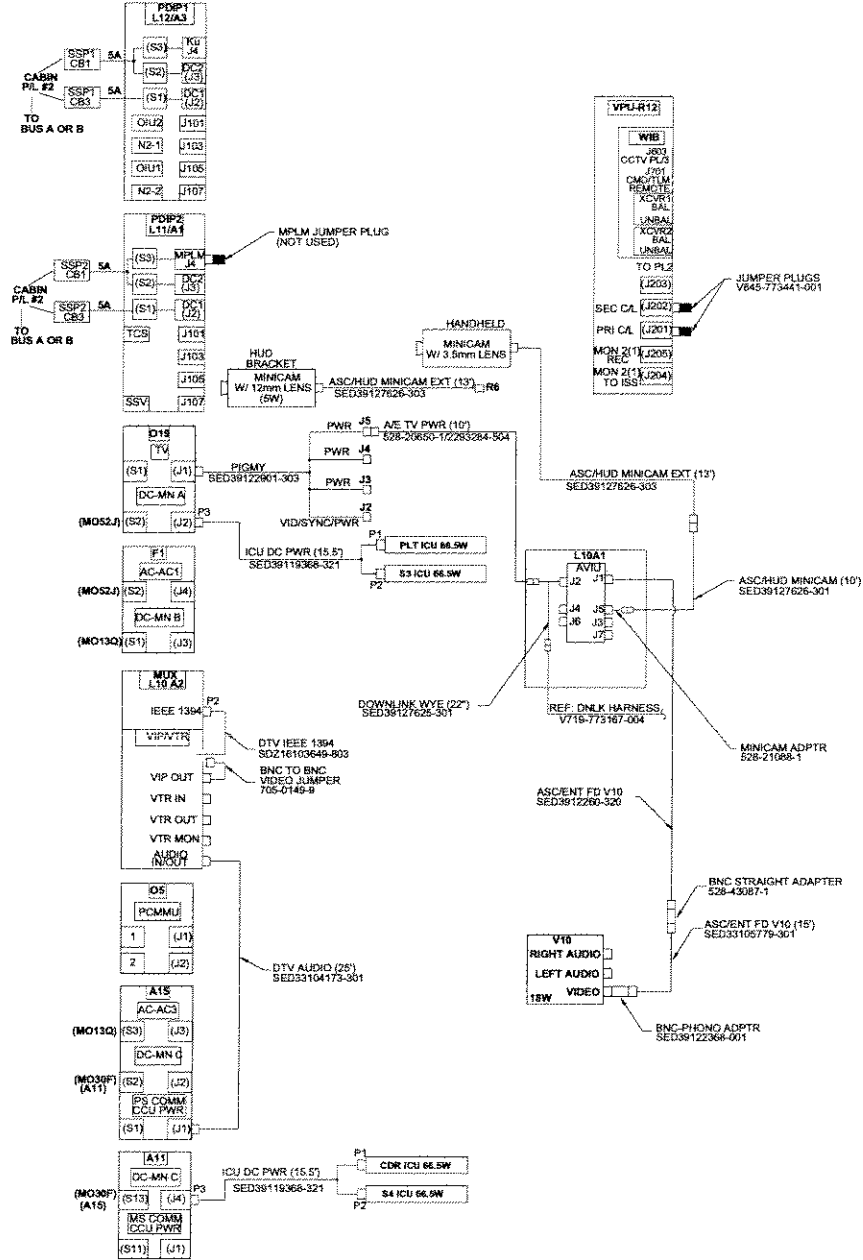 PDIP1
L12/A3
(S3)
Ku
J4
SSP1
CB1
5A
(S2)
DC2
(J3)
CABIN
P/L #2
SSP1
CB3
5A
(S1)
DC1
(J2)
TO
BUS A OR B
OIU2
J101
N2-1
J103
OIU1
J105
N2-2
J107
VPU-R12
WIB
J603
CCTV PL/3
J701
CMD/TLM
REMOTE
XCVR1
BAL
UNBAL
XCVR2
BAL
UNBAL
TO PL2
(J203)
SEC C/L
(J202)
PRI C/L
(J201)
MON 2(1)
REC
(J205)
MON 2(1)
TO ISS
(J204)
JUMPER PLUGS
V645-773441-001
PDIP2
L11/A1
(S3)
MPLM
J4
MPLM JUMPER PLUG
(NOT USED)
SSP2
CB1
5A
(S2)
DC2
(J3)
CABIN
P/L #2
SSP2
CB3
5A
(S1)
DC1
(J2)
TO
BUS A OR B
TCS
J101
J103
J105
SSV
J107
HUD
BRACKET
MINICAM
W/ 12mm LENS
(5W)
ASC/HUD MINICAM EXT (13')
SED39127626-303
R6
HANDHELD
MINICAM
W/ 3.5mm LENS
O19
TV
(S1)
(J1)
DC-MN A
(MO52J)
(S2)
(J2)
P3
PIGMY
SED39122901-303
PWR
J5
A/E TV PWR (10')
528-20650-1/2293284-504
PWR
J4
PWR
J3
J2
VID/SYNC/PWR
ICU DC PWR (15.5')
SED39119368-321
P1
PLT ICU 66.5W
P2
S3 ICU 66.5W
ASC/HUD MINICAM EXT (13')
SED39127626-303
F1
AC-AC1
(MO52J)
(S2)
(J4)
DC-MN B
(MO13Q)
(S1)
(J3)
L10A1
AVIU
J2
J1
J4
J5
J6
J3
J7
ASC/HUD MINICAM (10')
SED39127626-301
MUX
L10 A2
IEEE 1394
P2
VIP/VTR
VIP OUT
VTR IN
VTR OUT
VTR MON
AUDIO
IN/OUT
DTV IEEE 1394
SDZ16103649-803
BNC TO BNC
VIDEO JUMPER
705-0149-9
DOWNLINK WYE (22")
SED39127625-301
REF: DNLK HARNESS
V719-773167-004
MINICAM ADPTR
528-21088-1
ASC/ENT FD V10
SED3912260-320
BNC STRAIGHT ADAPTER
528-43087-1
ASC/ENT FD V10 (15')
SED33105779-301
O5
PCMMU
1
(J1)
2
(J2)
DTV AUDIO (25')
SED33104173-301
V10
RIGHT AUDIO
LEFT AUDIO
VIDEO
18W
BNC-PHONO ADPTR
SED39122368-001
A15
AC-AC3
(MO13Q)
(S3)
(J3)
DC-MN C
(MO30F)
(A11)
(S2)
(J2)
PS COMM
CCU PWR
(S1)
(J1)
A11
DC-MN C
(MO30F)
(A15)
(S13)
(J4)
P3
MS COMM
CCU PWR
(S11)
(J1)
ICU DC PWR (15.5')
SED39119368-321
P1
CDR ICU 66.5W
P2
S4 ICU 66.5W